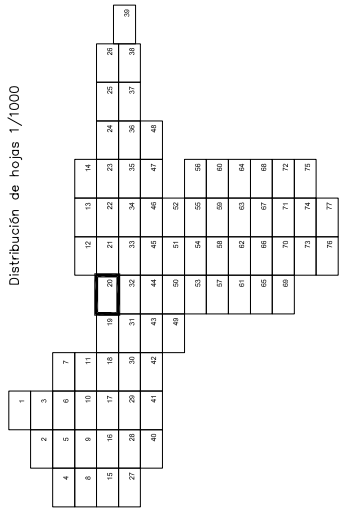 Distribución de hojas 1/1000
1
2 3
4 5 6 7
8 9 10 11 12 13 14
15 16 17 18 19 20 21 22 23 24 25 26
27 28 29 30 31 32 33 34 35 36 37 38 39
40 41 42 43 44 45 46 47 48
49 50 51 52
53 54 55 56
57 58 59 60
61 62 63 64
65 66 67 68
69 70 71 72
73 74 75
76 77